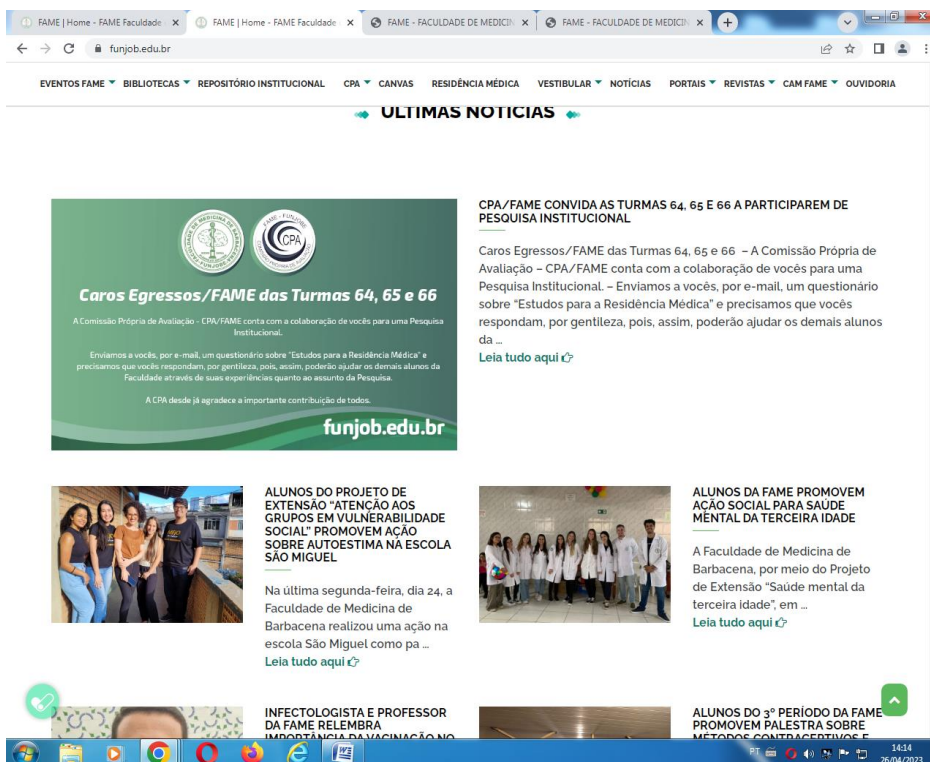 FAME | Home - FAME Faculdade
FAME | Home - FAME Faculdade
FAME - FACULDADE DE MEDICIN
FAME - FACULDADE DE MEDICIN
funjob.edu.br
EVENTOS FAME BIBLIOTECAS REPOSITÓRIO INSTITUCIONAL CPA CANVAS RESIDÊNCIA MÉDICA VESTIBULAR NOTÍCIAS PORTAIS REVISTAS CAM FAME OUVIDORIA
ÚLTIMAS NOTÍCIAS
CPA
Caros Egressos/FAME das Turmas 64, 65 e 66
A Comissão Própria de Avaliação - CPA/FAME conta com a colaboração de vocês para uma Pesquisa
Institucional.
Enviamos a vocês, por e-mail, um questionário sobre "Estudos para a Residência Médica" e
precisamos que vocês respondam, por gentileza, pois, assim, poderão ajudar os demais alunos da
Faculdade através de suas experiências quanto ao assunto da Pesquisa.
A CPA desde já agradece a importante contribuição de todos.
funjob.edu.br
CPA/FAME CONVIDA AS TURMAS 64, 65 E 66 A PARTICIPAREM DE
PESQUISA INSTITUCIONAL
Caros Egressos/FAME das Turmas 64, 65 e 66 – A Comissão Própria de
Avaliação – CPA/FAME conta com a colaboração de vocês para uma
Pesquisa Institucional. – Enviamos a vocês, por e-mail, um questionário
sobre “Estudos para a Residência Médica” e precisamos que vocês
respondam, por gentileza, pois, assim, poderão ajudar os demais alunos
da ...
Leia tudo aqui
ALUNOS DO PROJETO DE
EXTENSÃO “ATENÇÃO AOS
GRUPOS EM VULNERABILIDADE
SOCIAL” PROMOVEM AÇÃO
SOBRE AUTOESTIMA NA ESCOLA
SÃO MIGUEL
Na última segunda-feira, dia 24, a
Faculdade de Medicina de
Barbacena realizou uma ação na
escola São Miguel como pa ...
Leia tudo aqui
ALUNOS DA FAME PROMOVEM
AÇÃO SOCIAL PARA SAÚDE
MENTAL DA TERCEIRA IDADE
A Faculdade de Medicina de
Barbacena, por meio do Projeto
de Extensão “Saúde mental da
terceira idade”, em ...
Leia tudo aqui
INFECTOLOGISTA E PROFESSOR
DA FAME RELEMBRA
IMPORTÂNCIA DA VACINAÇÃO NO
ALUNOS DO 3º PERÍODO DA FAME
PROMOVEM PALESTRA SOBRE
MÉTODOS CONTRACEPTIVOS E
PT
14:14
26/04/2023